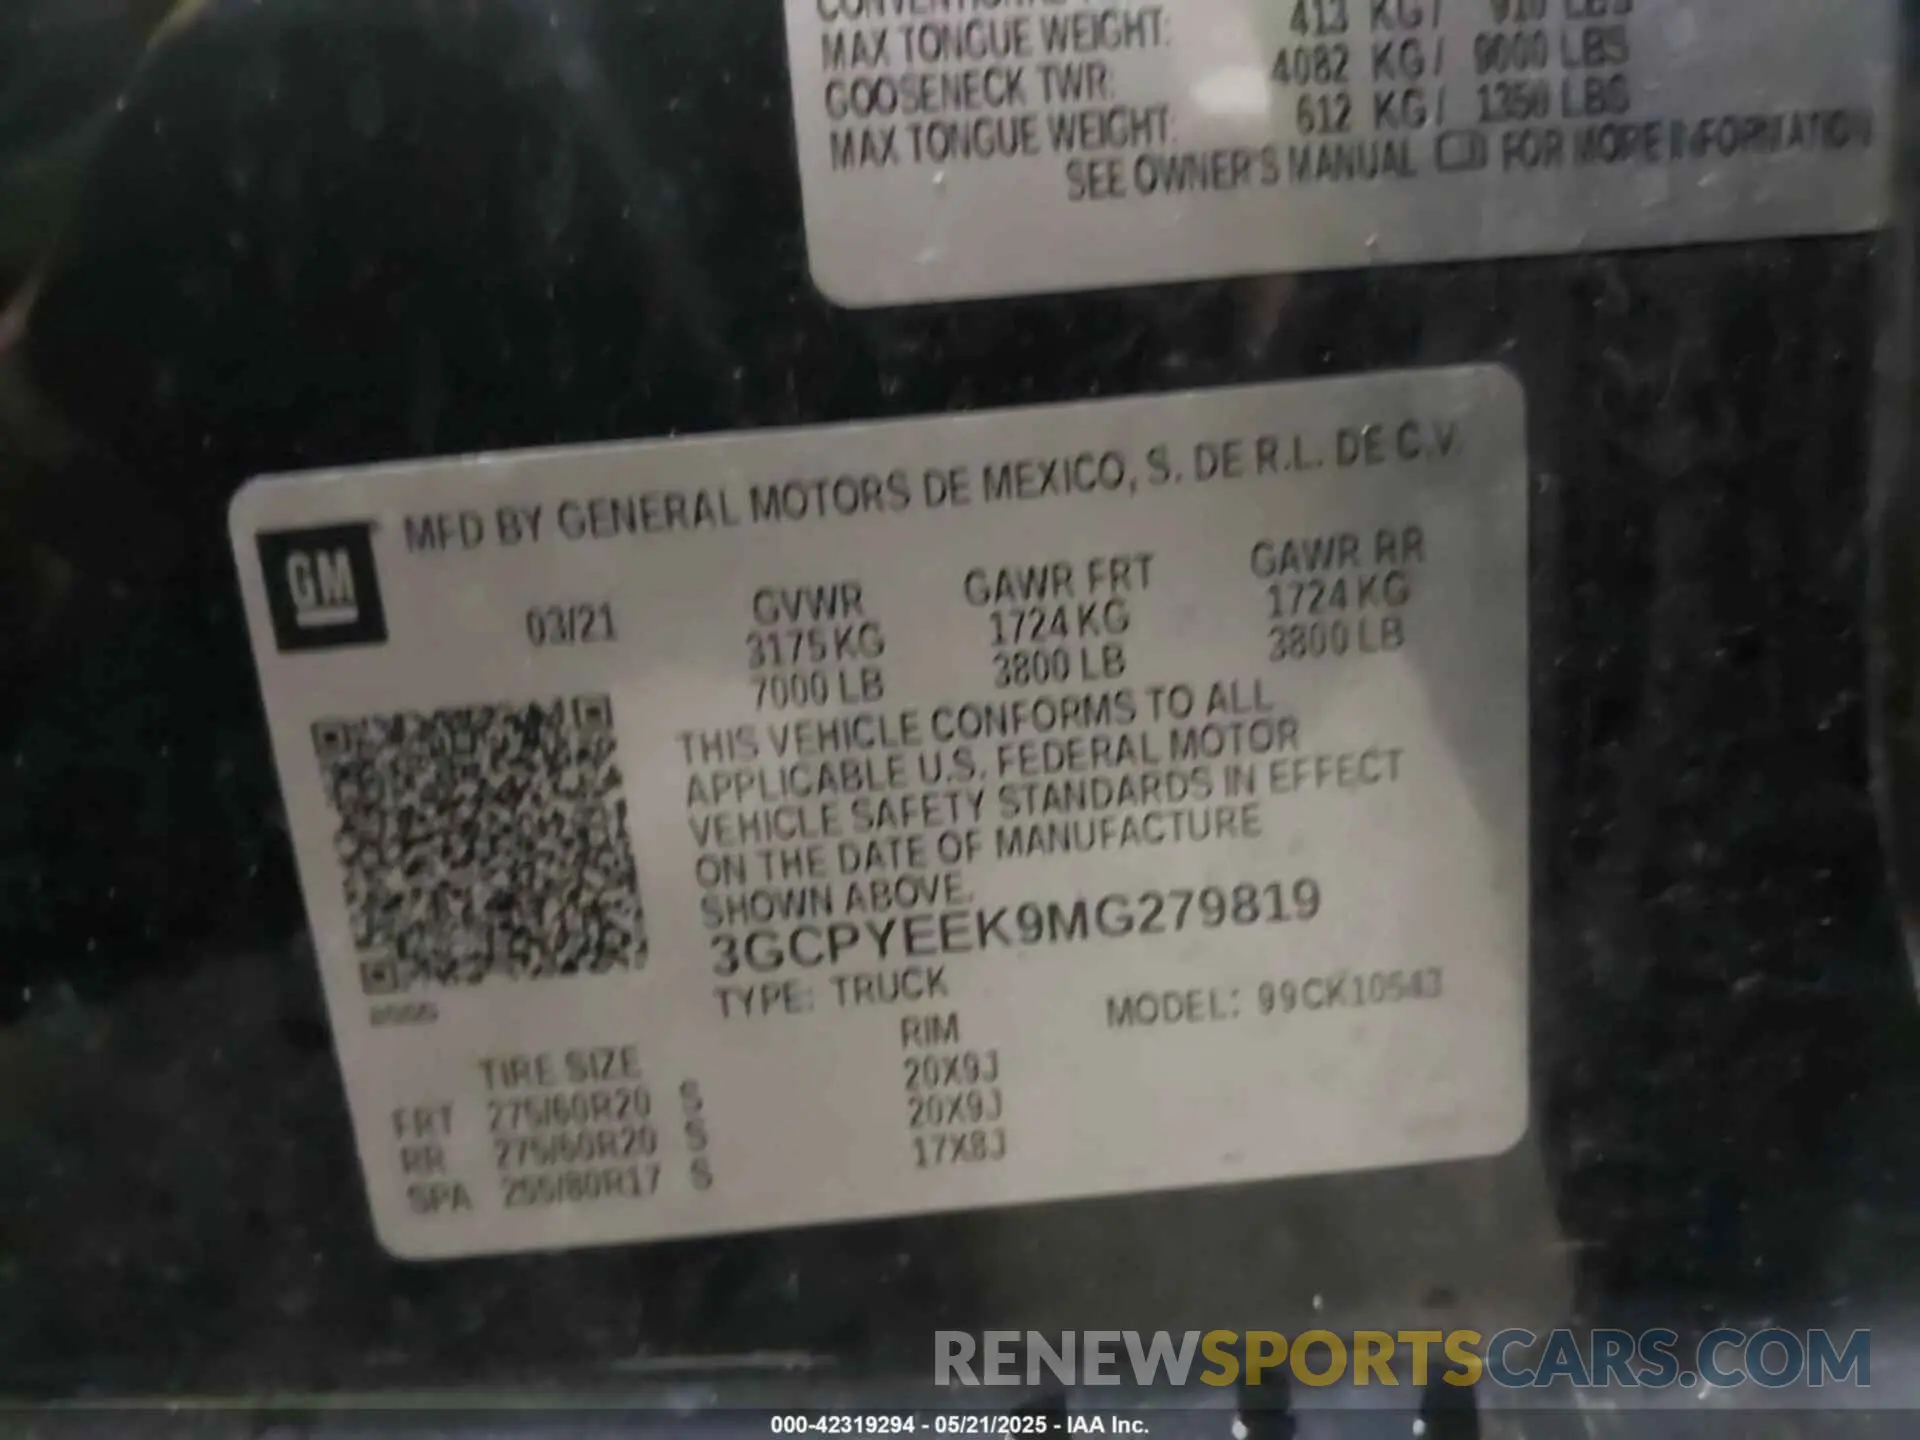 MAX TONGUE WEIGHT: 413 KG/ 910 LBS
GOOSENECK TWR: 4082 KG/ 9000 LBS
MAX TONGUE WEIGHT: 612 KG/ 1350 LBS
SEE OWNER'S MANUAL FOR MORE INFORMATION
MFD BY GENERAL MOTORS DE MEXICO, S. DE R.L. DE C.V.
GM
03/21 GVWR GAWR FRT GAWR RR
3175 KG 1724 KG 1724 KG
7000 LB 3800 LB 3800 LB
THIS VEHICLE CONFORMS TO ALL
APPLICABLE U.S. FEDERAL MOTOR
VEHICLE SAFETY STANDARDS IN EFFECT
ON THE DATE OF MANUFACTURE
SHOWN ABOVE.
3GCPYEEK9MG279819
TYPE: TRUCK MODEL: 99CK10543
TIRE SIZE RIM
FRT 275/60R20 S 20X9J
RR 275/60R20 S 20X9J
SPA 255/80R17 S 17X8J
RENEWSPORTSCARS.COM
000-42319294 - 05/21/2025 - IAA Inc.